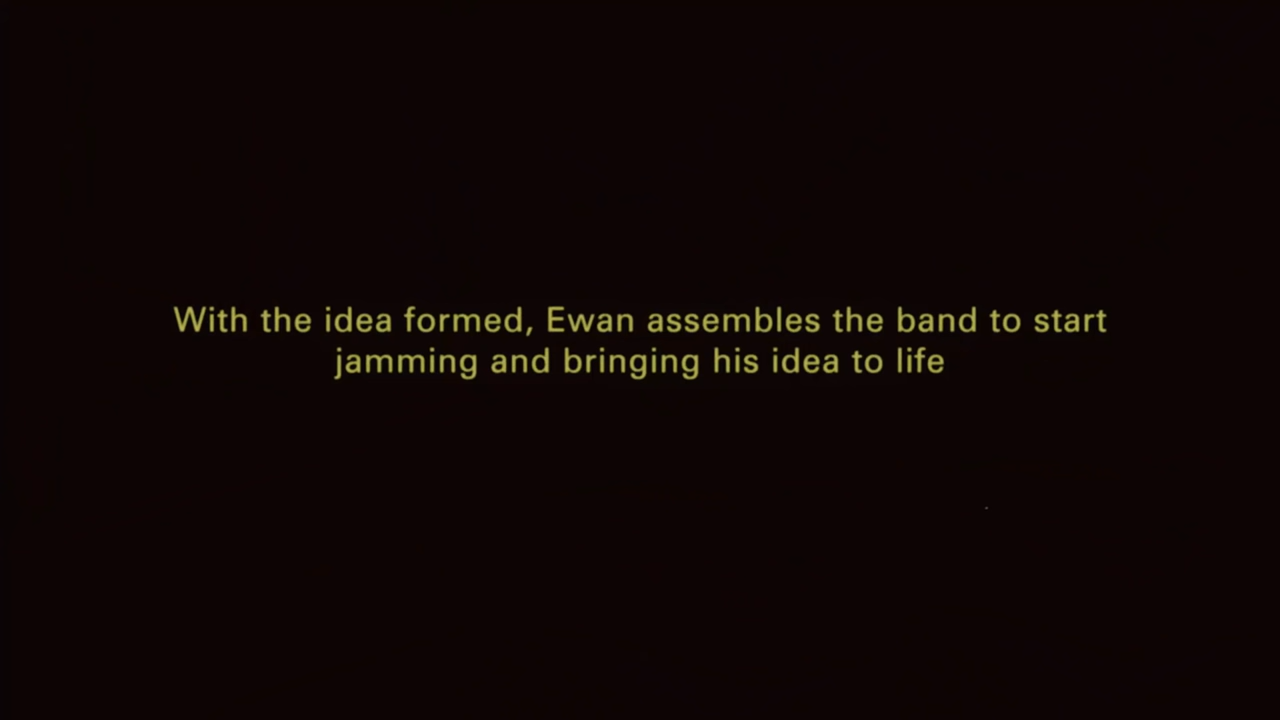 With the idea formed, Ewan assembles the band to start
jamming and bringing his idea to life